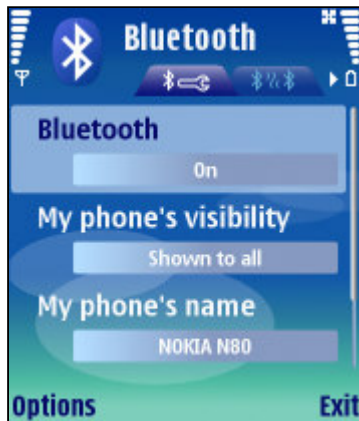 Bluetooth
Bluetooth
On
My phone's visibility
Shown to all
My phone's name
NOKIA N80
Options Exit